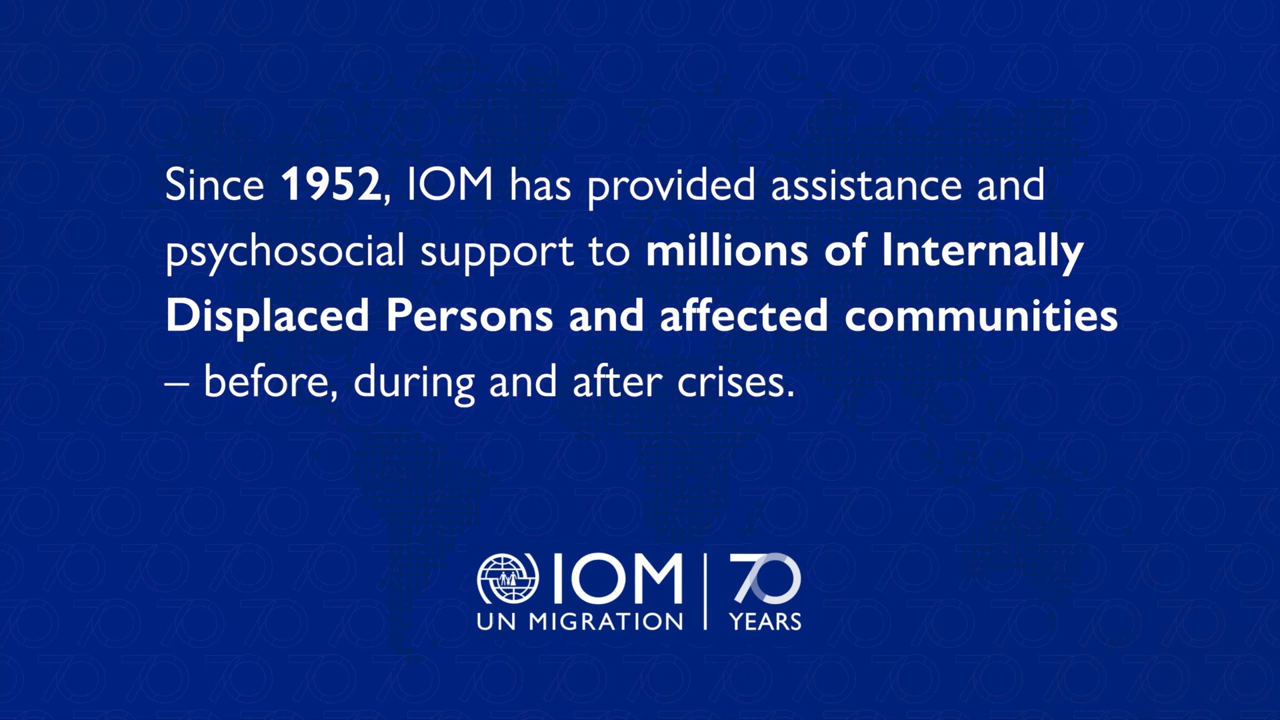 Since 1952, IOM has provided assistance and
psychosocial support to millions of Internally
Displaced Persons and affected communities
– before, during and after crises.
IOM
UN MIGRATION
70
YEARS